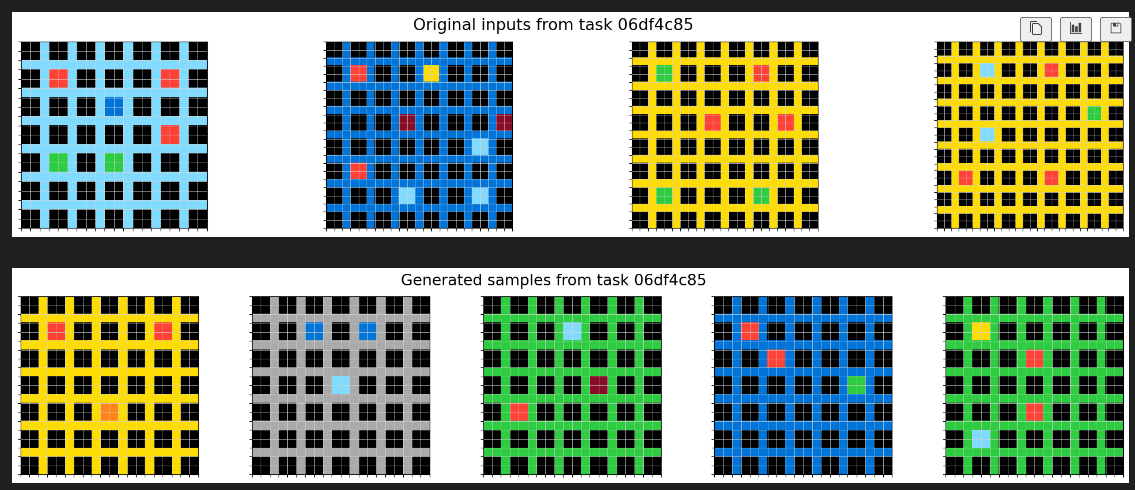 Original inputs from task 06df4c85
Generated samples from task 06df4c85